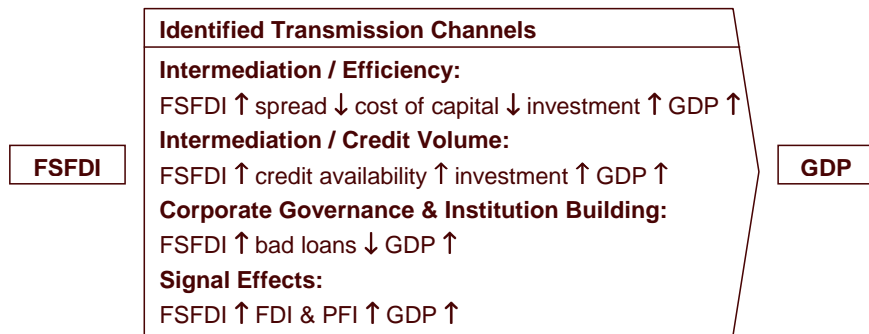 Identified Transmission Channels
Intermediation / Efficiency:
FSFDI ↑ spread ↓ cost of capital ↓ investment ↑ GDP ↑
Intermediation / Credit Volume:
FSFDI ↑ credit availability ↑ investment ↑ GDP ↑
Corporate Governance & Institution Building:
FSFDI ↑ bad loans ↓ GDP ↑
Signal Effects:
FSFDI ↑ FDI & PFI ↑ GDP ↑
FSFDI
GDP